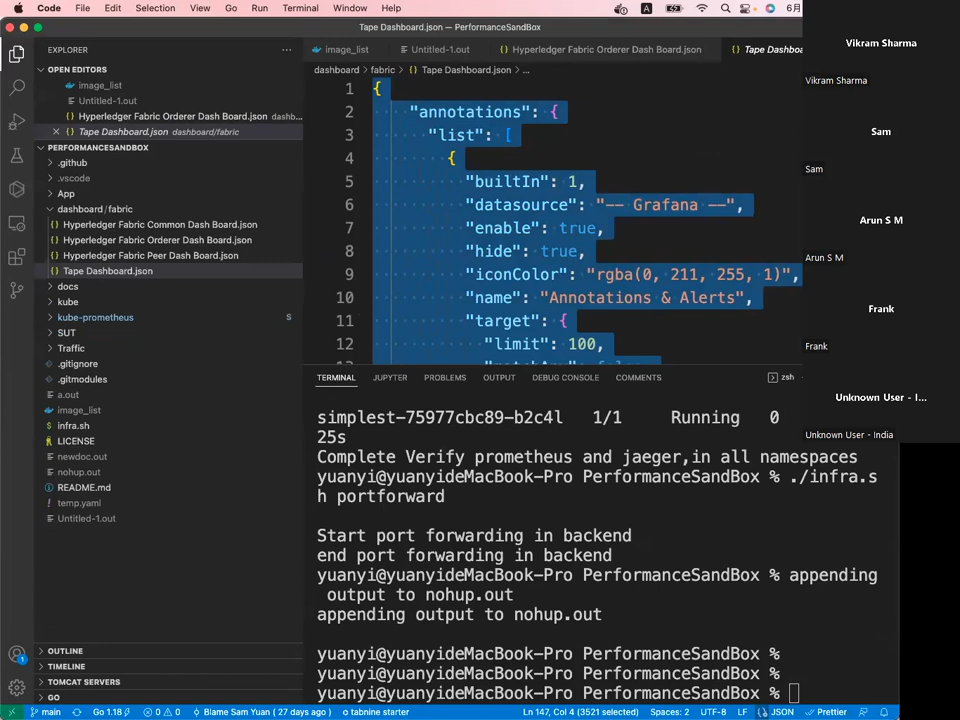 Code File Edit Selection View Go Run Terminal Window Help A 6月
Tape Dashboard.json — PerformanceSandBox
EXPLORER
OPEN EDITORS
image_list
Untitled-1.out
Hyperledger Fabric Orderer Dash Board.json dashb...
Tape Dashboard.json dashboard/fabric
PERFORMANCESANDBOX
.github
.vscode
App
dashboard/fabric
Hyperledger Fabric Common Dash Board.json
Hyperledger Fabric Orderer Dash Board.json
Hyperledger Fabric Peer Dash Board.json
Tape Dashboard.json
docs
kube
kube-prometheus S
SUT
Traffic
.gitignore
.gitmodules
a.out
image_list
infra.sh
LICENSE
newdoc.out
nohup.out
README.md
temp.yaml
Untitled-1.out
OUTLINE
TIMELINE
TOMCAT SERVERS
GO
image_list Untitled-1.out Hyperledger Fabric Orderer Dash Board.json Tape Dashboa
dashboard > fabric > {} Tape Dashboard.json > ...
1 {
2 "annotations": {
3 "list": [
4 {
5 "builtIn": 1,
6 "datasource": "-- Grafana --",
7 "enable": true,
8 "hide": true,
9 "iconColor": "rgba(0, 211, 255, 1)",
10 "name": "Annotations & Alerts",
11 "target": {
12 "limit": 100,
TERMINAL JUPYTER PROBLEMS OUTPUT DEBUG CONSOLE COMMENTS zsh
simplest-75977cbc89-b2c4l 1/1 Running 0
25s
Complete Verify prometheus and jaeger,in all namespaces
yuanyi@yuanyideMacBook-Pro PerformanceSandBox % ./infra.s
h portforward
Start port forwarding in backend
end port forwarding in backend
yuanyi@yuanyideMacBook-Pro PerformanceSandBox % appending
output to nohup.out
appending output to nohup.out
yuanyi@yuanyideMacBook-Pro PerformanceSandBox %
yuanyi@yuanyideMacBook-Pro PerformanceSandBox %
yuanyi@yuanyideMacBook-Pro PerformanceSandBox %
main Go 1.18 0 0 Blame Sam Yuan ( 27 days ago ) tabnine starter Ln 147, Col 4 (3521 selected) Spaces: 2 UTF-8 LF {} JSON Prettier
1
Vikram Sharma
Vikram Sharma
Sam
Sam
Arun S M
Arun S M
Frank
Frank
Unknown User - I...
Unknown User - India